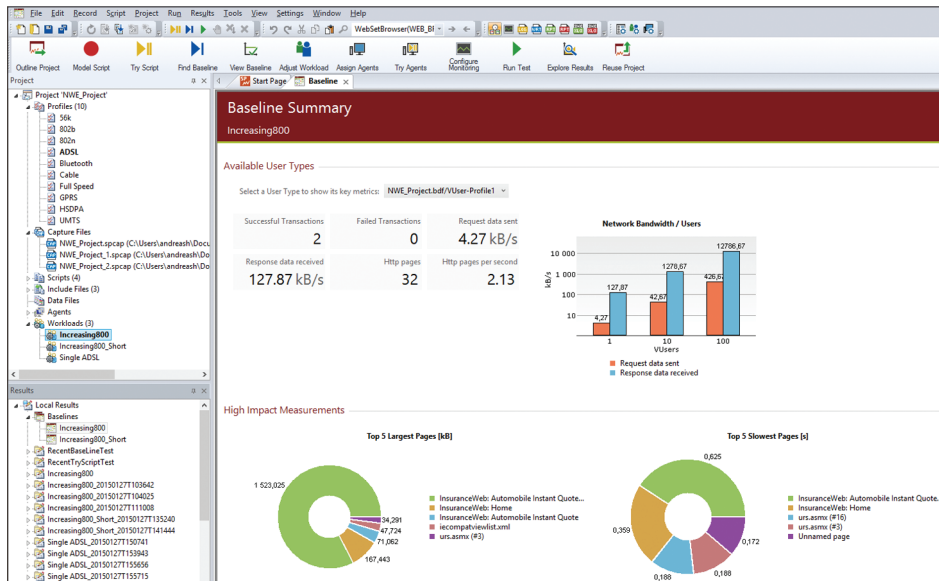 File Edit Record Script Project Run Results Tools View Settings Window Help
WebSetBrowser(WEB_BF
Outline Project Model Script Try Script Find Baseline View Baseline Adjust Workload Assign Agents Try Agents Configure Monitoring Run Test Explore Results Reuse Project
Project
Project 'NWE_Project'
Profiles (10)
56k
802b
802n
ADSL
Bluetooth
Cable
Full Speed
GPRS
HSDPA
UMTS
Capture Files
NWE_Project.spcap (C:\Users\andreash\Docu
NWE_Project_1.spcap (C:\Users\andreash\Do
NWE_Project_2.spcap (C:\Users\andreash\Do
Scripts (4)
Include Files (3)
Data Files
Agents
Workloads (3)
Increasing800
Increasing800_Short
Single ADSL
Results
Local Results
Baselines
Increasing800
Increasing800_Short
RecentBaseLineTest
RecentTryScriptTest
Increasing800
Increasing800_20150127T103642
Increasing800_20150127T104025
Increasing800_20150127T111008
Increasing800_Short_20150127T135240
Increasing800_Short_20150127T141444
Single ADSL_20150127T150741
Single ADSL_20150127T153943
Single ADSL_20150127T155656
Single ADSL_20150127T155715
Start Page Baseline
Baseline Summary
Increasing800
Available User Types
Select a User Type to show its key metrics: NWE_Project.bdf/VUser-Profile1
Successful Transactions Failed Transactions Request data sent
2 0 4.27 kB/s
Response data received Http pages Http pages per second
127.87 kB/s 32 2.13
Network Bandwidth / Users
12786,67
10 000
1278,67
1 000
426,67
127,87
100
42,67
10
4,27
kB/s
1 10 100
VUsers
Request data sent
Response data received
High Impact Measurements
Top 5 Largest Pages [kB]
1 523,025
34,291
47,724
71,062
167,443
InsuranceWeb: Automobile Instant Quote...
InsuranceWeb: Home
InsuranceWeb: Automobile Instant Quote
iecompatviewlist.xml
urs.asmx (#3)
Top 5 Slowest Pages [s]
0,625
0,359
0,172
0,188
0,188
InsuranceWeb: Automobile Instant Quote.
InsuranceWeb: Home
urs.asmx (#16)
urs.asmx (#3)
Unnamed page